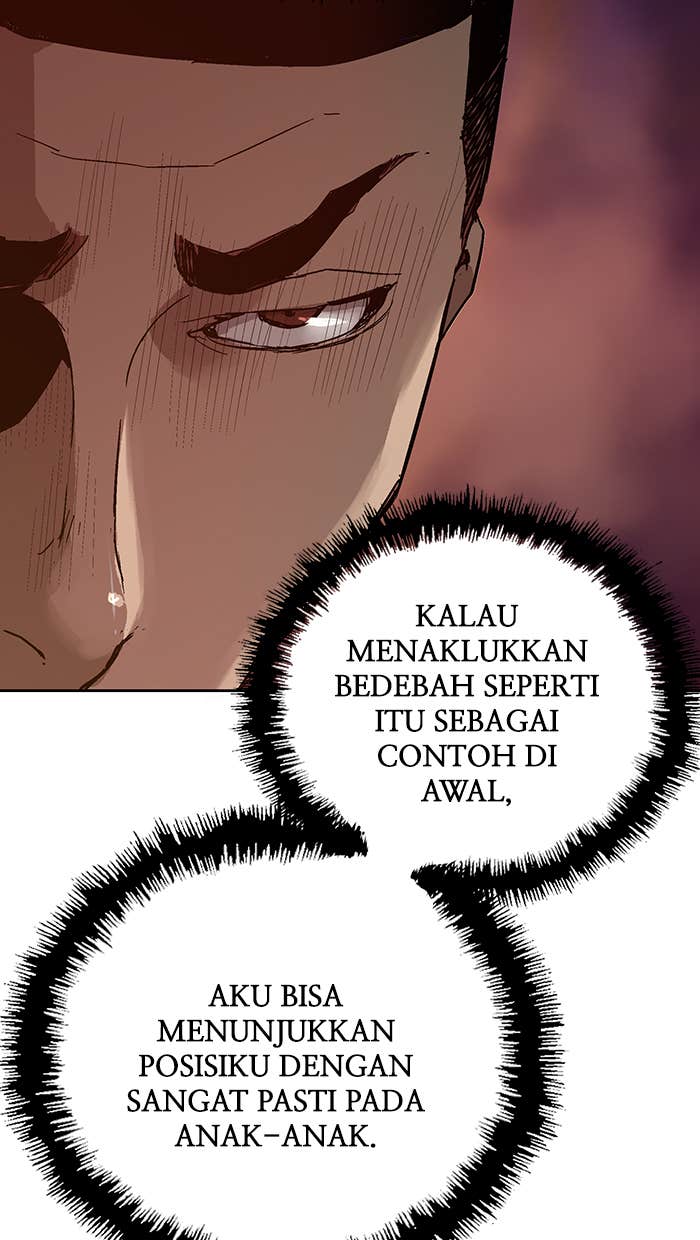 KALAU
MENAKLUKKAN
BEDEBAH SEPERTI
ITU SEBAGAI
CONTOH DI
AWAL,
AKU BISA
MENUNJUKKAN
POSISIKU DENGAN
SANGAT PASTI PADA
ANAK-ANAK.